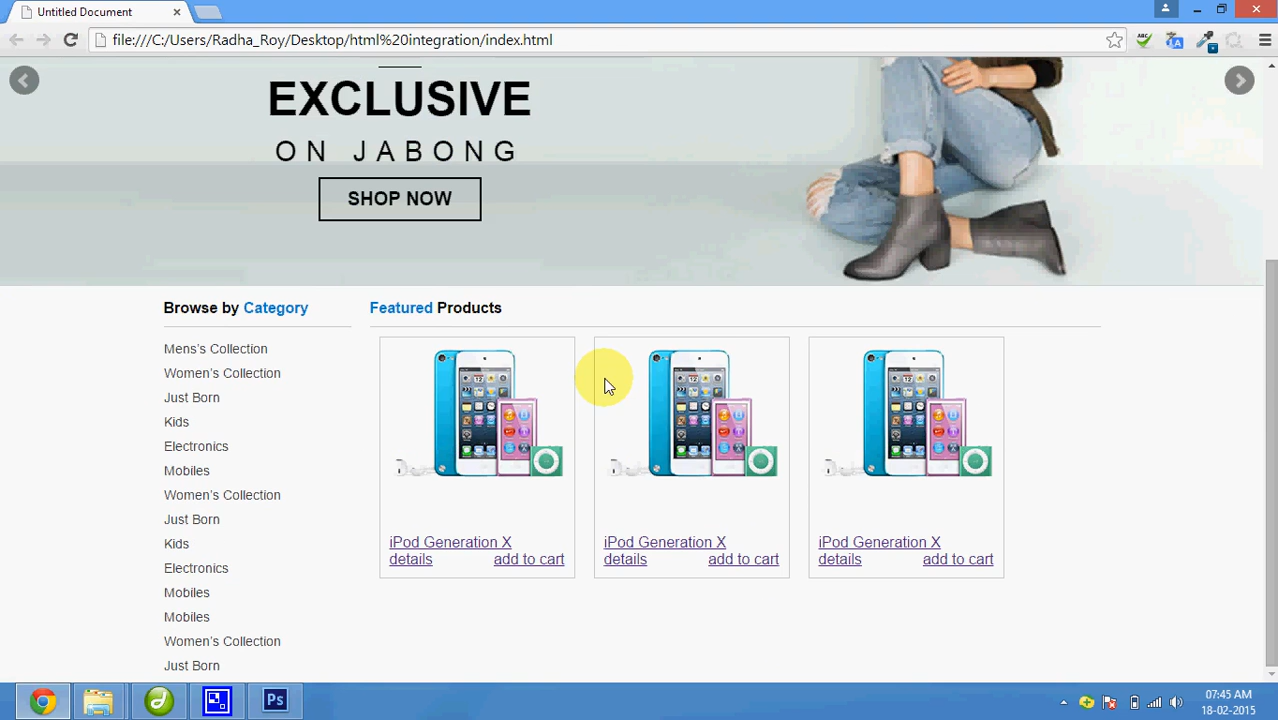 Untitled Document
file:///C:/Users/Radha_Roy/Desktop/html%20integration/index.html
EXCLUSIVE
ON JABONG
SHOP NOW
Browse by Category
Featured Products
Mens's Collection
Women's Collection
Just Born
Kids
Electronics
Mobiles
Women's Collection
Just Born
Kids
Electronics
Mobiles
Mobiles
Women's Collection
Just Born
iPod Generation X
details add to cart
iPod Generation X
details add to cart
iPod Generation X
details add to cart
Ps
07:45 AM
18-02-2015